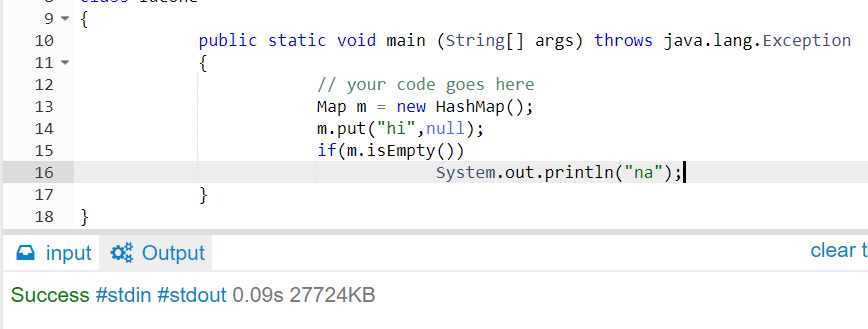 9 {
10 public static void main (String[] args) throws java.lang.Exception
11 {
12 // your code goes here
13 Map m = new HashMap();
14 m.put("hi",null);
15 if(m.isEmpty())
16 System.out.println("na");
17 }
18 }
input Output clear t
Success #stdin #stdout 0.09s 27724KB